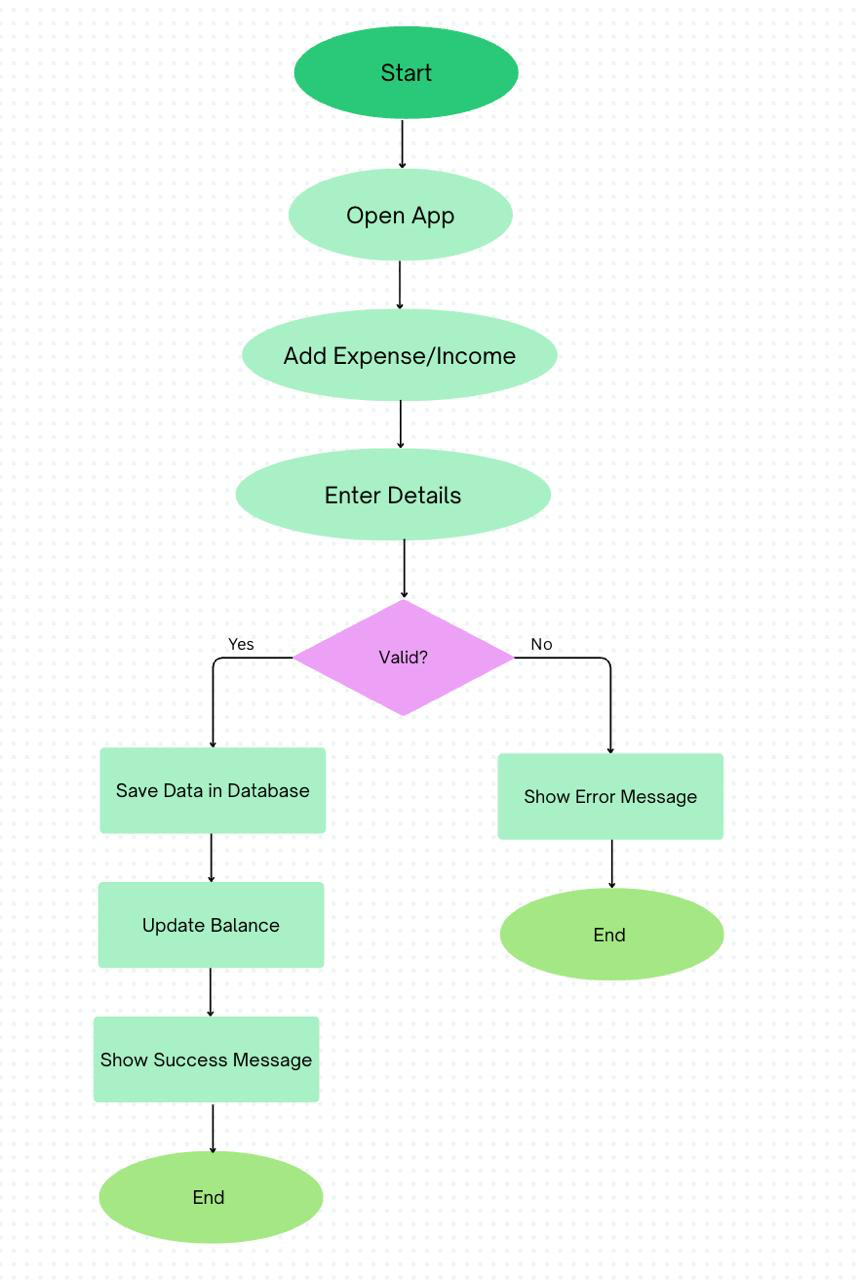 Start
Open App
Add Expense/Income
Enter Details
Valid?
Yes
No
Save Data in Database
Show Error Message
Update Balance
End
Show Success Message
End